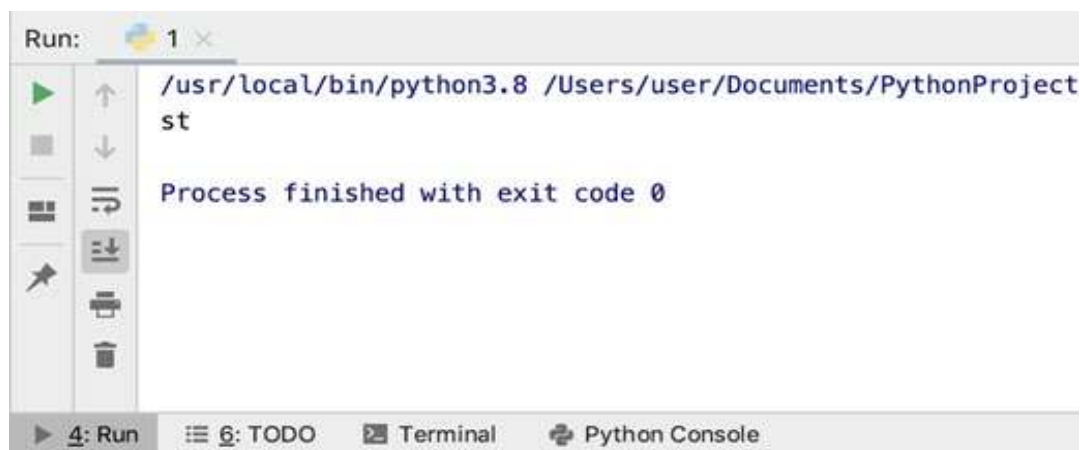 Run: 1
/usr/local/bin/python3.8 /Users/user/Documents/PythonProject
st
Process finished with exit code 0
4: Run 6: TODO Terminal Python Console